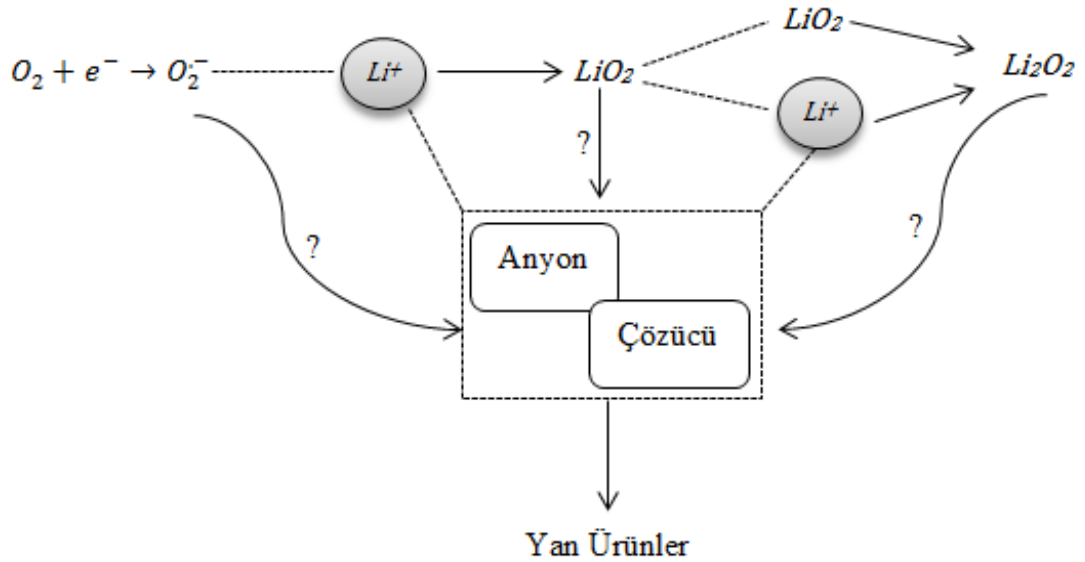 LiO₂
O₂ + e⁻ → O₂·⁻ Li⁺ LiO₂ Li₂O₂
Li⁺
?
?
?
Anyon
Çözücü
Yan Ürünler